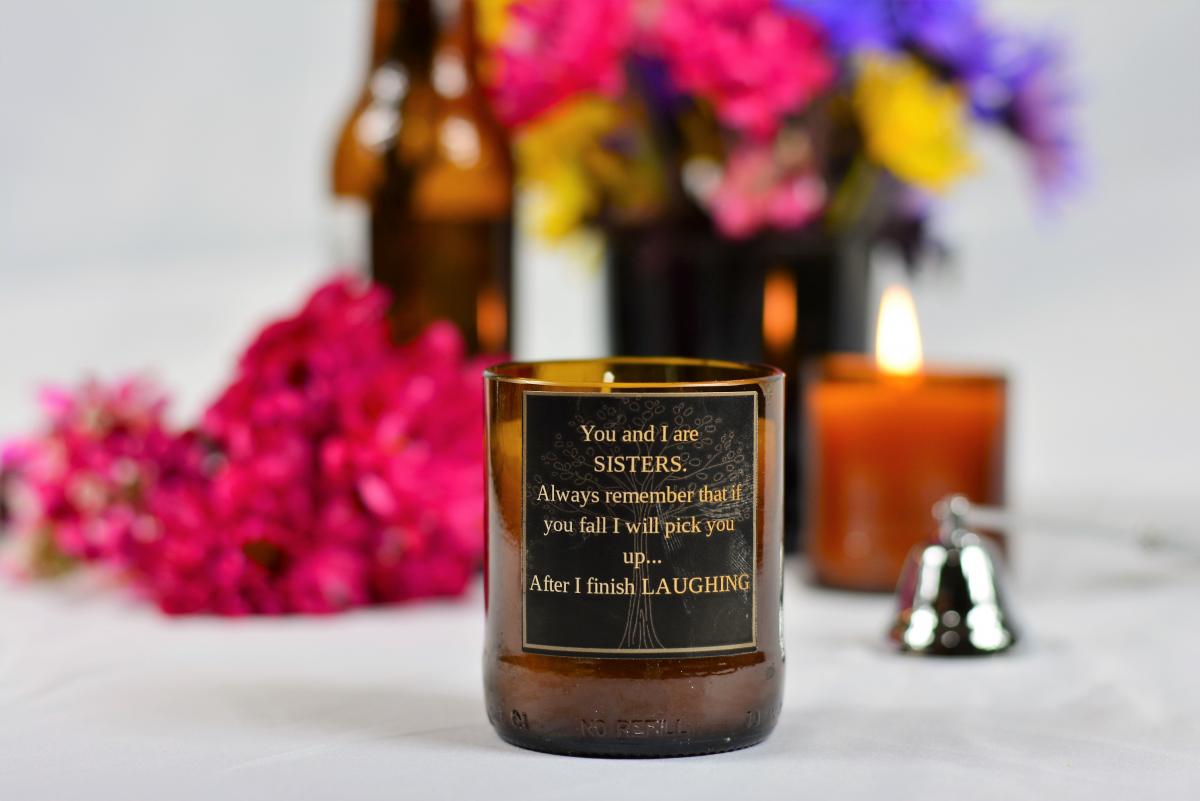 You and I are
SISTERS.
Always remember that if
you fall I will pick you
up...
After I finish LAUGHING
NO REFILL